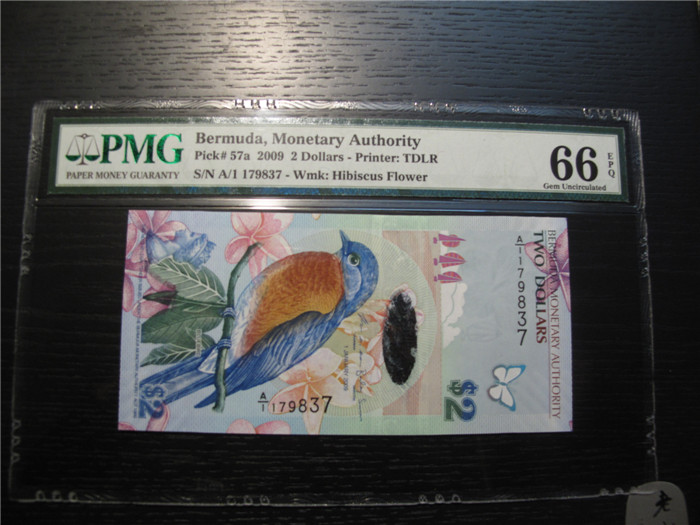 PMG
PAPER MONEY GUARANTY
Bermuda, Monetary Authority
Pick# 57a 2009 2 Dollars - Printer: TDLR
S/N A/1 179837 - Wmk: Hibiscus Flower
66 EPQ
Gem Uncirculated
BERMUDA MONETARY AUTHORITY
TWO DOLLARS
A/1 179837
$2
A/1 179837
$2